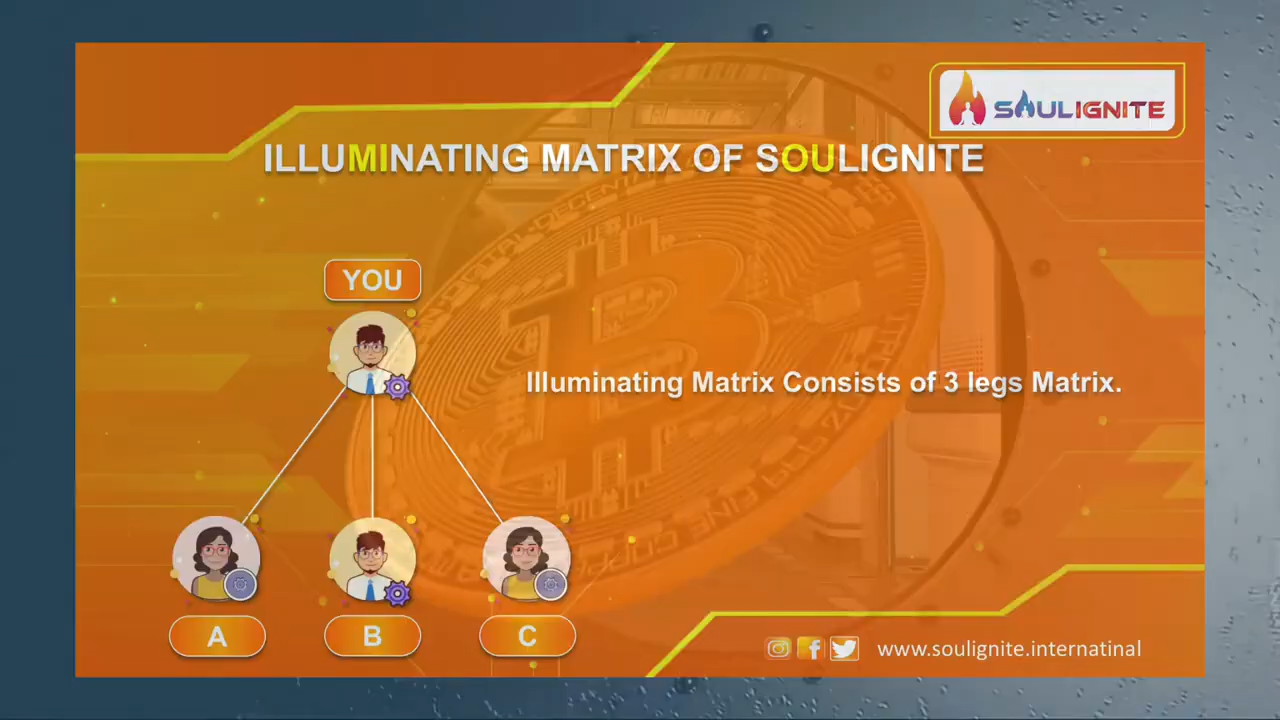 SOULIGNITE
ILLUMINATING MATRIX OF SOULIGNITE
YOU
Illuminating Matrix Consists of 3 legs Matrix.
A B C
www.soulignite.internatinal